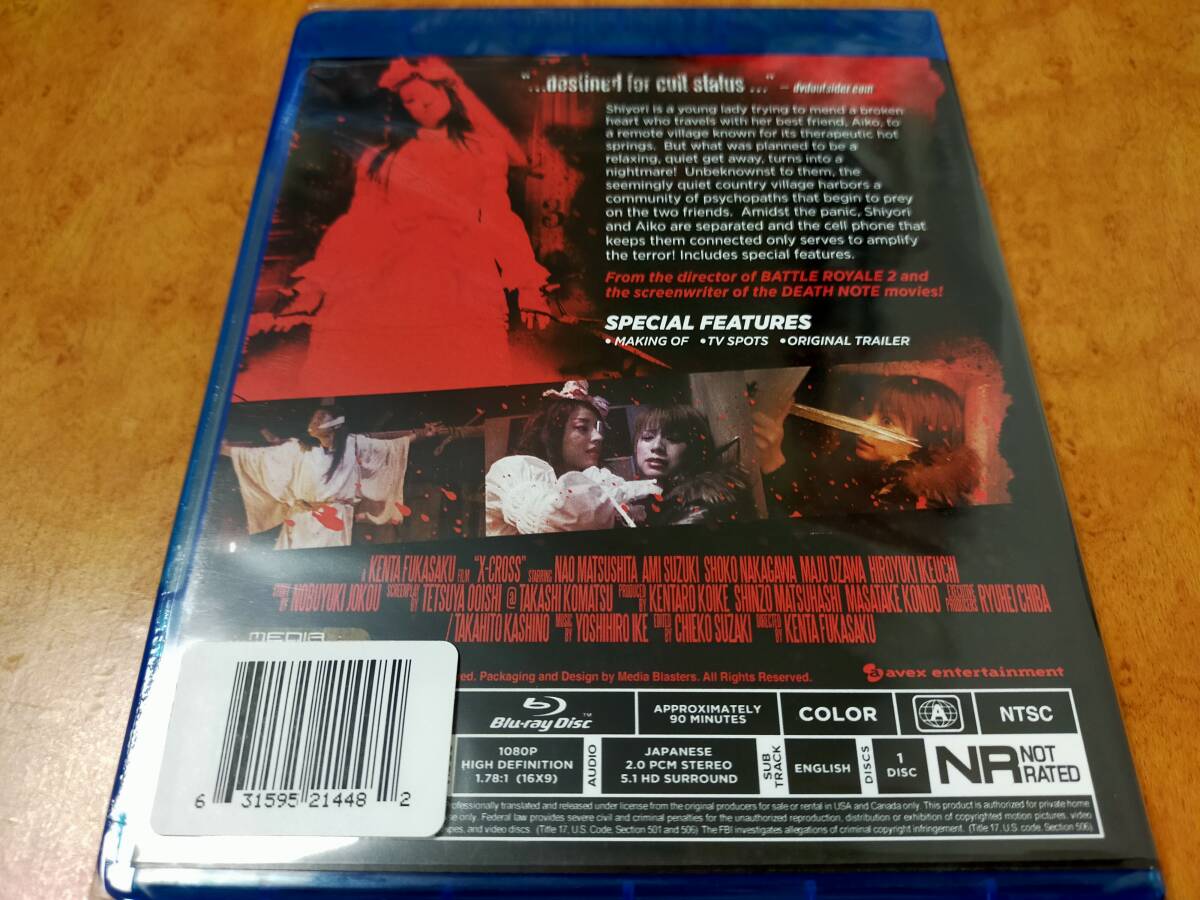 "...destined for cult status ..." – dvdoutsider.com
Shiyori is a young lady trying to mend a broken
heart who travels with her best friend, Aiko, to
a remote village known for its therapeutic hot
springs. But what was planned to be a
relaxing, quiet get away, turns into a
nightmare! Unbeknownst to them, the
seemingly quiet country village harbors a
community of psychopaths that begin to prey
on the two friends. Amidst the panic, Shiyori
and Aiko are separated and the cell phone that
keeps them connected only serves to amplify
the terror! Includes special features.
From the director of BATTLE ROYALE 2 and
the screenwriter of the DEATH NOTE movies!
SPECIAL FEATURES
• MAKING OF • TV SPOTS • ORIGINAL TRAILER
A KENTA FUKASAKU FILM "X-CROSS" STARRING NAO MATSUSHITA AMI SUZUKI SHOKO NAKAGAWA MAJU OZAWA HIROYUKI IKEUCHI
STORY BY NOBUYUKI JOKOU SCREENPLAY BY TETSUYA OOISHI @ TAKASHI KOMATSU PRODUCED BY KENTARO KOIKE SHINZO MATSUHASHI MASATAKE KONDO EXECUTIVE PRODUCERS RYUHEI CHIBA
/ TAKAHITO KASHINO MUSIC BY YOSHIHIRO IKE EDITED BY CHIEKO SUZAKI DIRECTED BY KENTA FUKASAKU
MEDIA
ed. Packaging and Design by Media Blasters. All Rights Reserved.
avex entertainment
Blu-ray Disc™
APPROXIMATELY
90 MINUTES
COLOR
A
NTSC
1080P
HIGH DEFINITION
1.78:1 (16X9)
AUDIO
JAPANESE
2.0 PCM STEREO
5.1 HD SURROUND
SUB
TRACK
ENGLISH
DISCS
1
DISC
NR NOT
RATED
6 31595 21448 2
ofessionally translated and released under license from the original producers for sale or rental in USA and Canada only. This product is authorized for private home
se only. Federal law provides severe civil and criminal penalties for the unauthorized reproduction, distribution or exhibition of copyrighted motion pictures, video
apes, and video discs. (Title 17, U.S. Code, Section 501 and 506) The FBI investigates allegations of criminal copyright infringement. (Title 17, U.S. code, Section 506)